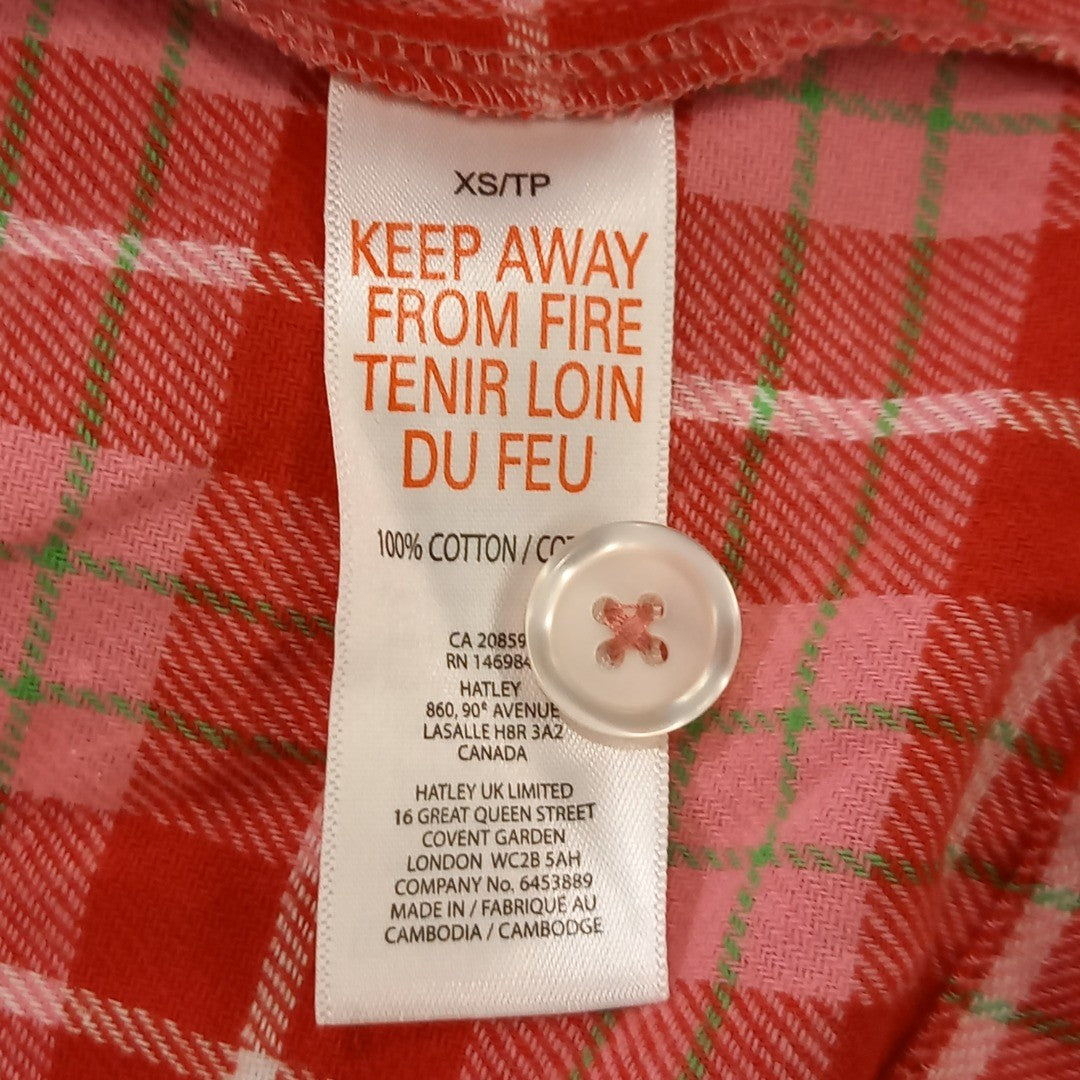 XS/TP
KEEP AWAY
FROM FIRE
TENIR LOIN
DU FEU
100% COTTON /
CA 20859
RN 146984
HATLEY
860, 90e AVENUE
LASALLE H8R 3A2
CANADA
HATLEY UK LIMITED
16 GREAT QUEEN STREET
COVENT GARDEN
LONDON WC2B 5AH
COMPANY No. 6453889
MADE IN / FABRIQUÉ AU
CAMBODIA / CAMBODGE